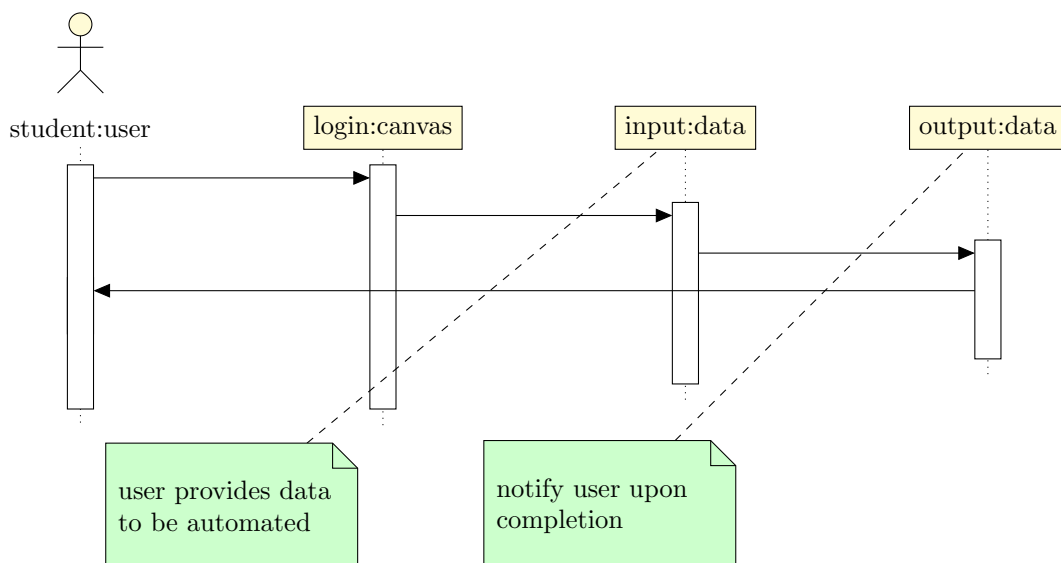 student:user
login:canvas
input:data
output:data
user provides data
to be automated
notify user upon
completion